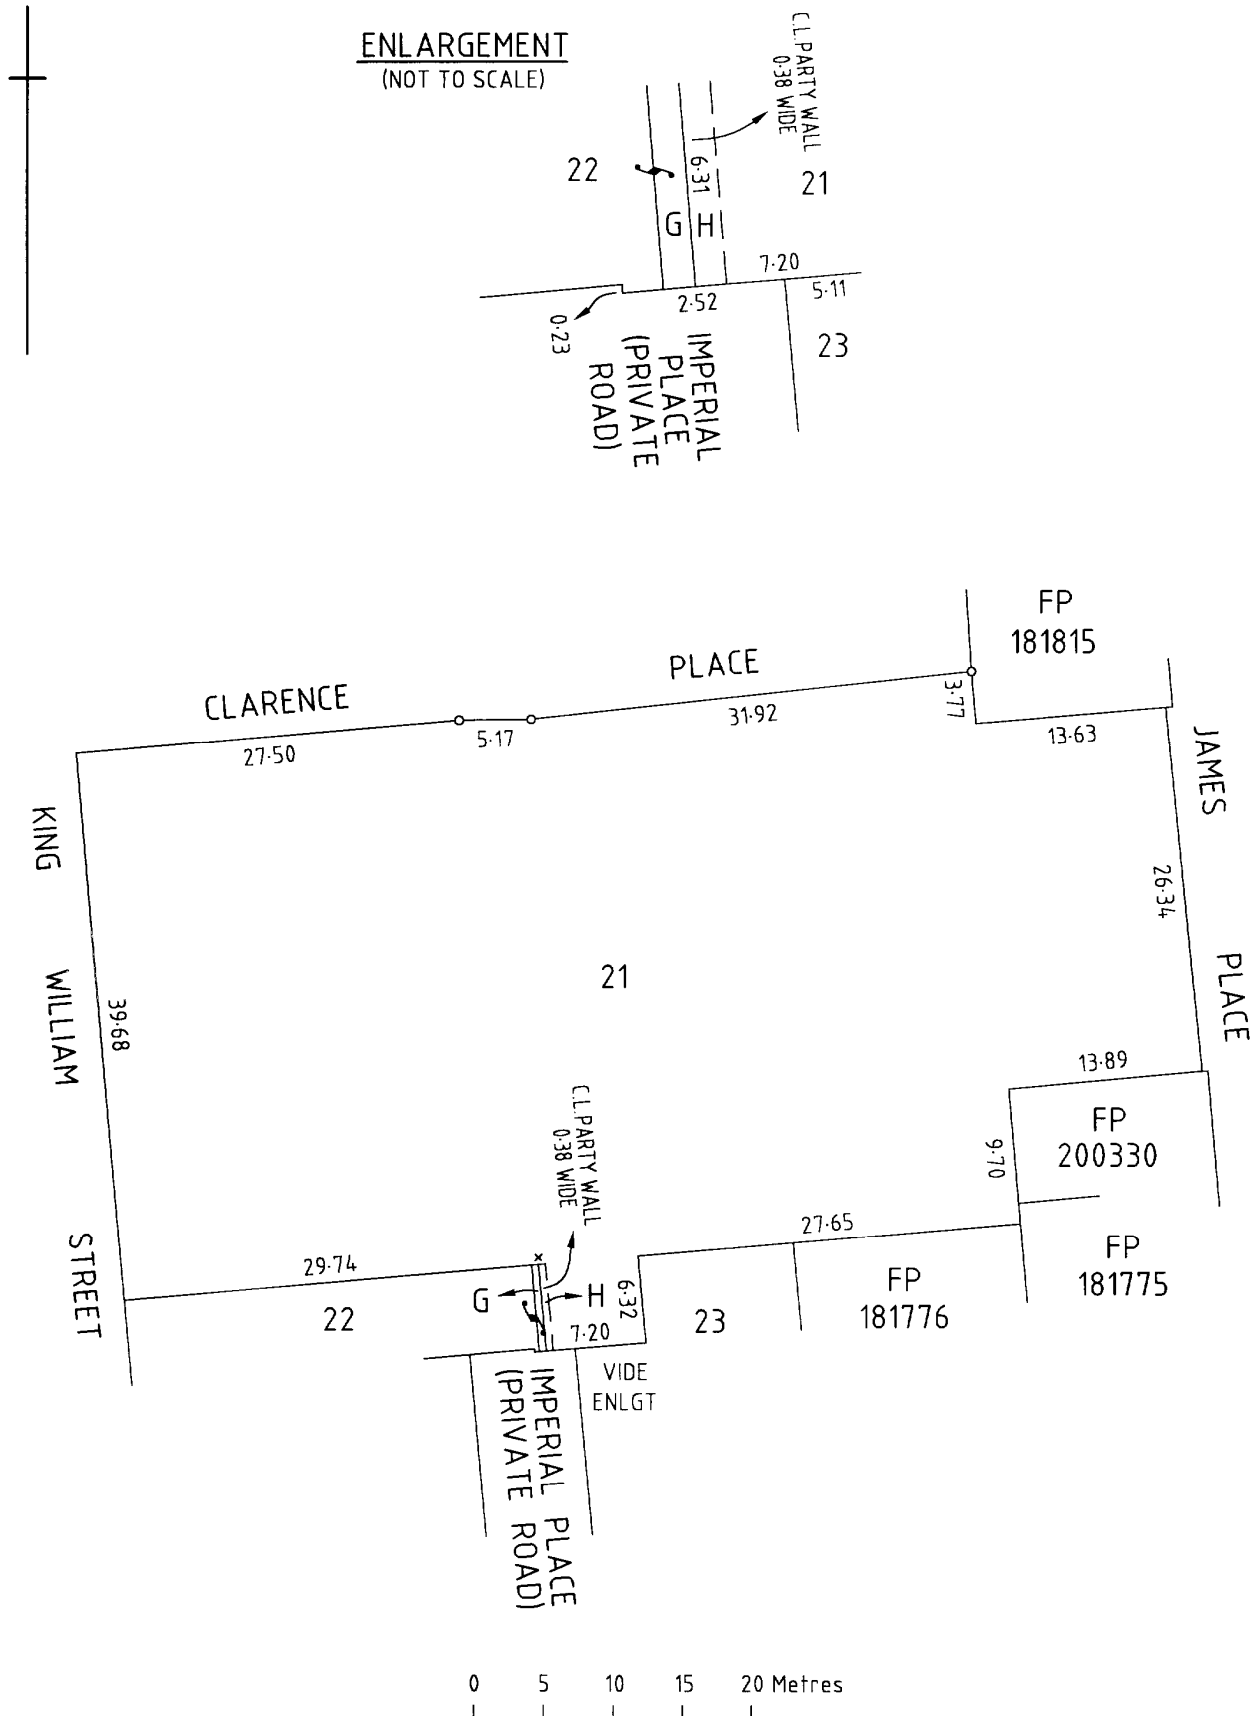 ENLARGEMENT
(NOT TO SCALE)
C.L.PARTY WALL
0·38 WIDE
22
6·31
21
G
H
7·20
5·11
2·52
0·23
23
IMPERIAL
PLACE
(PRIVATE
ROAD)
FP
181815
CLARENCE
PLACE
3·77
31·92
27·50
5·17
13·63
JAMES
PLACE
KING
WILLIAM
STREET
26·34
39·68
21
13·89
FP
200330
9·70
C.L.PARTY WALL
0·38 WIDE
27·65
29·74
FP
181775
G
H
6·32
FP
181776
22
23
7·20
VIDE
ENLGT
IMPERIAL PLACE
(PRIVATE ROAD)
0 5 10 15 20 Metres